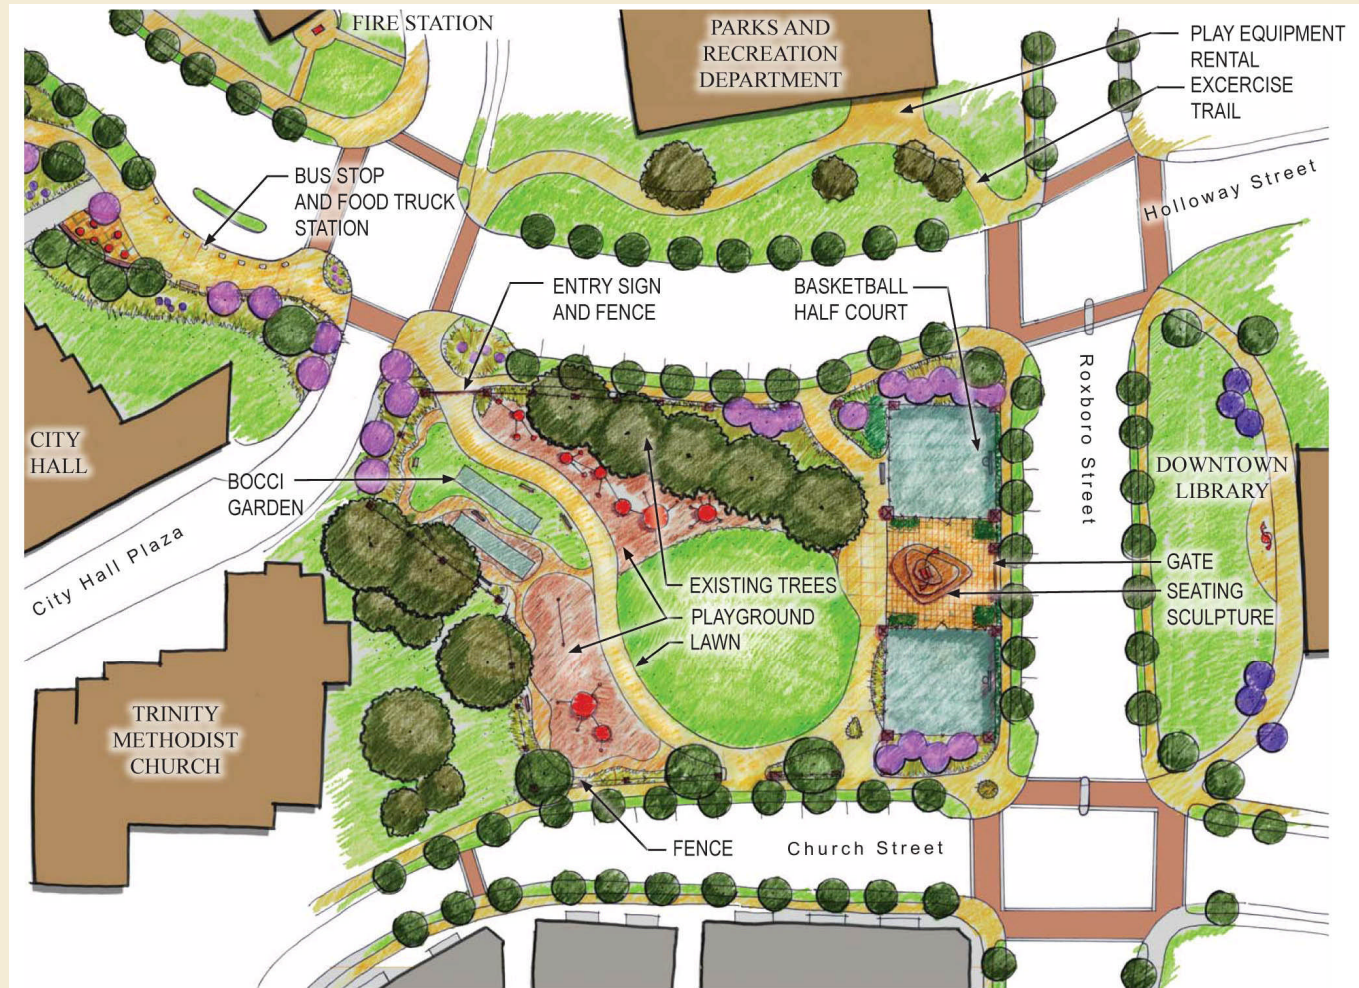 FIRE STATION
PARKS AND
RECREATION
DEPARTMENT
PLAY EQUIPMENT
RENTAL
EXCERCISE
TRAIL
BUS STOP
AND FOOD TRUCK
STATION
Holloway Street
ENTRY SIGN
AND FENCE
BASKETBALL
HALF COURT
Roxboro Street
CITY
HALL
BOCCI
GARDEN
DOWNTOWN
LIBRARY
City Hall Plaza
EXISTING TREES
PLAYGROUND
LAWN
GATE
SEATING
SCULPTURE
TRINITY
METHODIST
CHURCH
FENCE
Church Street